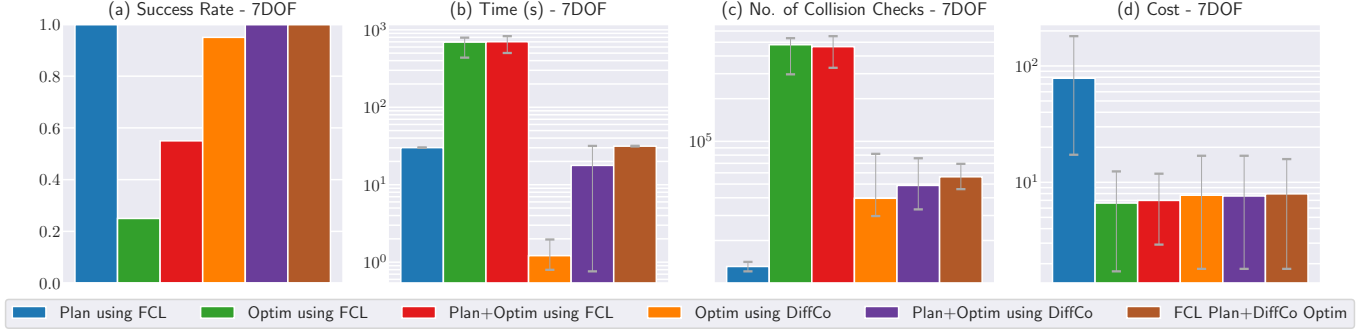 (a) Success Rate - 7DOF
1.0
0.8
0.6
0.4
0.2
0.0
(b) Time (s) - 7DOF
10³
10²
10¹
10⁰
(c) No. of Collision Checks - 7DOF
10⁵
(d) Cost - 7DOF
10²
10¹
Plan using FCL
Optim using FCL
Plan+Optim using FCL
Optim using DiffCo
Plan+Optim using DiffCo
FCL Plan+DiffCo Optim